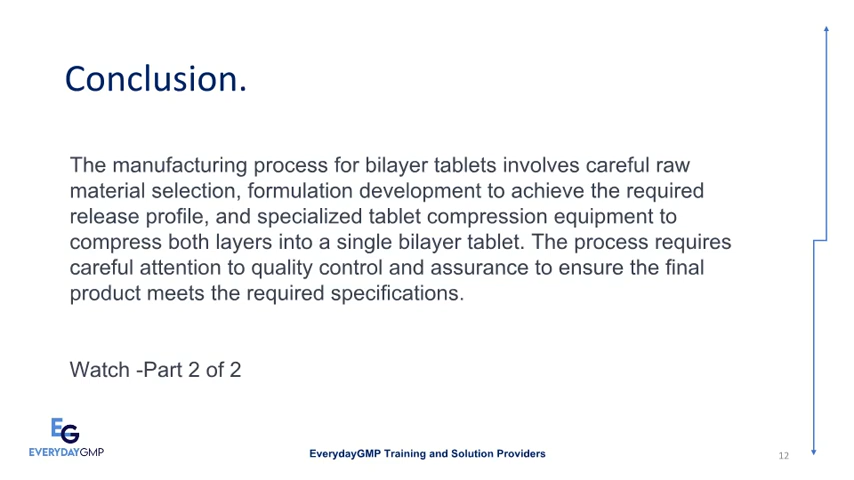 Conclusion.
The manufacturing process for bilayer tablets involves careful raw
material selection, formulation development to achieve the required
release profile, and specialized tablet compression equipment to
compress both layers into a single bilayer tablet. The process requires
careful attention to quality control and assurance to ensure the final
product meets the required specifications.
Watch -Part 2 of 2
EG
EVERYDAYGMP
EverydayGMP Training and Solution Providers
12